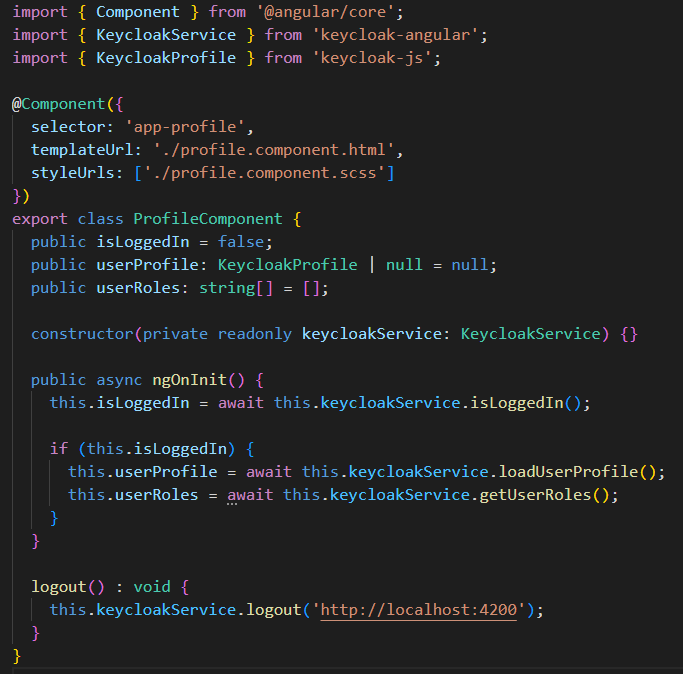 import { Component } from '@angular/core';
import { KeycloakService } from 'keycloak-angular';
import { KeycloakProfile } from 'keycloak-js';

@Component({
  selector: 'app-profile',
  templateUrl: './profile.component.html',
  styleUrls: ['./profile.component.scss']
})
export class ProfileComponent {
  public isLoggedIn = false;
  public userProfile: KeycloakProfile | null = null;
  public userRoles: string[] = [];

  constructor(private readonly keycloakService: KeycloakService) {}

  public async ngOnInit() {
    this.isLoggedIn = await this.keycloakService.isLoggedIn();

    if (this.isLoggedIn) {
      this.userProfile = await this.keycloakService.loadUserProfile();
      this.userRoles = await this.keycloakService.getUserRoles();
    }
  }

  logout() : void {
    this.keycloakService.logout('http://localhost:4200');
  }
}